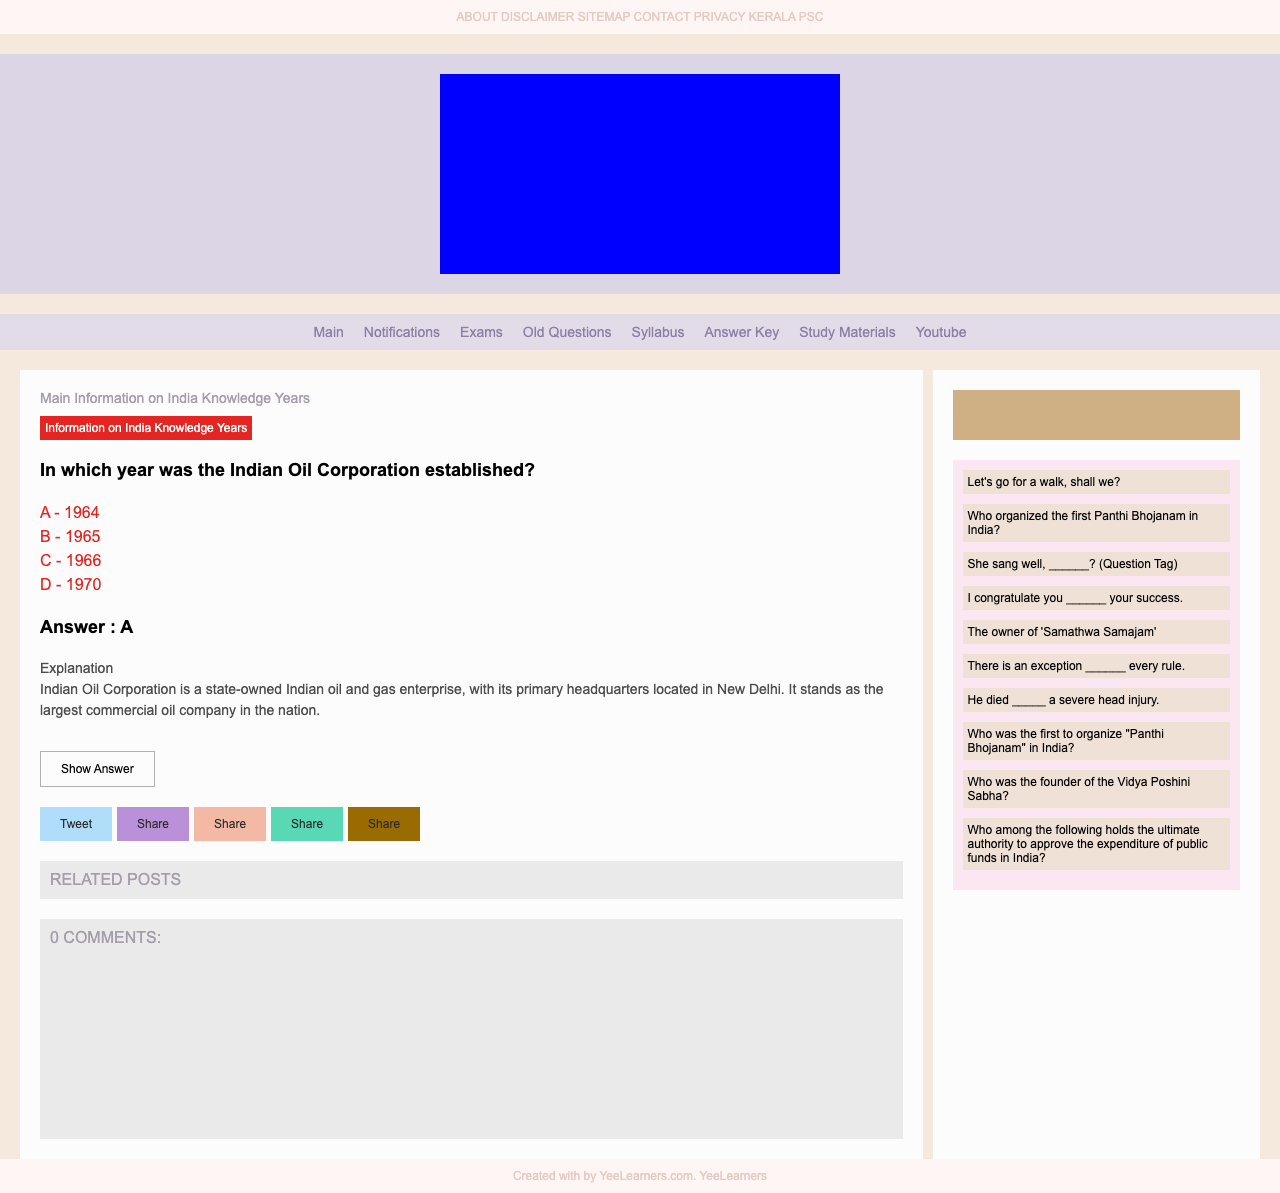 ABOUT DISCLAIMER SITEMAP CONTACT PRIVACY KERALA PSC
Main Notifications Exams Old Questions Syllabus Answer Key Study Materials Youtube
Main Information on India Knowledge Years
Information on India Knowledge Years
In which year was the Indian Oil Corporation established?
A - 1964
B - 1965
C - 1966
D - 1970
Answer : A
Explanation
Indian Oil Corporation is a state-owned Indian oil and gas enterprise, with its primary headquarters located in New Delhi. It stands as the
largest commercial oil company in the nation.
Show Answer
Tweet Share Share Share Share
RELATED POSTS
0 COMMENTS:
Let's go for a walk, shall we?
Who organized the first Panthi Bhojanam in
India?
She sang well, ______? (Question Tag)
I congratulate you ______ your success.
The owner of 'Samathwa Samajam'
There is an exception ______ every rule.
He died _____ a severe head injury.
Who was the first to organize "Panthi
Bhojanam" in India?
Who was the founder of the Vidya Poshini
Sabha?
Who among the following holds the ultimate
authority to approve the expenditure of public
funds in India?
Created with by YeeLearners.com. YeeLearners